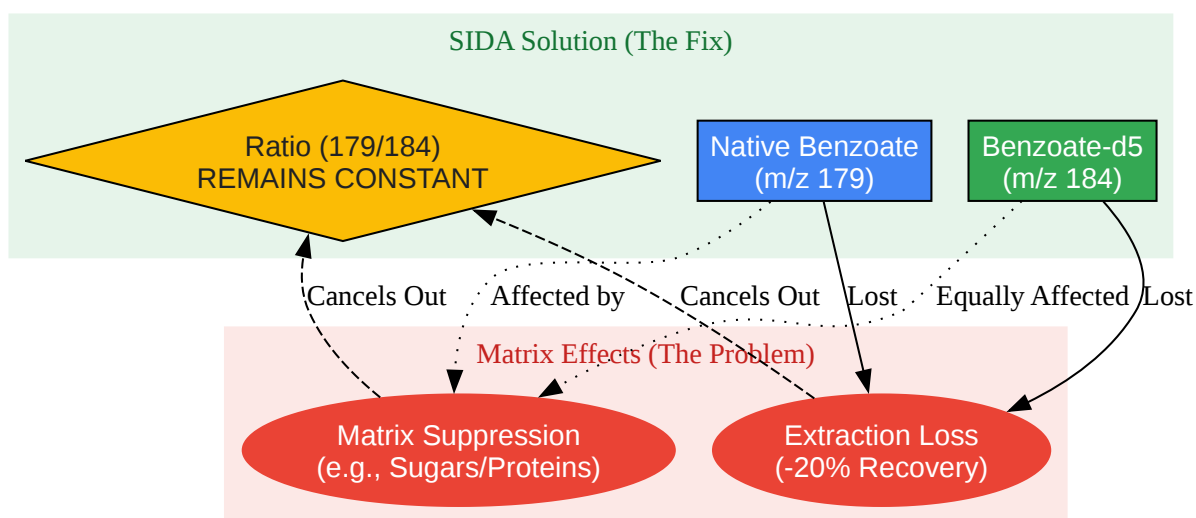 SIDA Solution (The Fix)
Ratio (179/184)
REMAINS CONSTANT
Native Benzoate
(m/z 179)
Benzoate-d5
(m/z 184)
Cancels Out
Affected by
Cancels Out
Lost
Equally Affected
Lost
Matrix Effects (The Problem)
Matrix Suppression
(e.g., Sugars/Proteins)
Extraction Loss
(-20% Recovery)